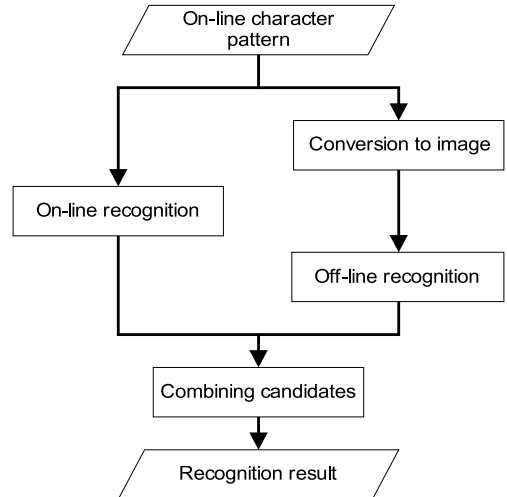 On-line character
pattern
Conversion to image
On-line recognition
Off-line recognition
Combining candidates
Recognition result